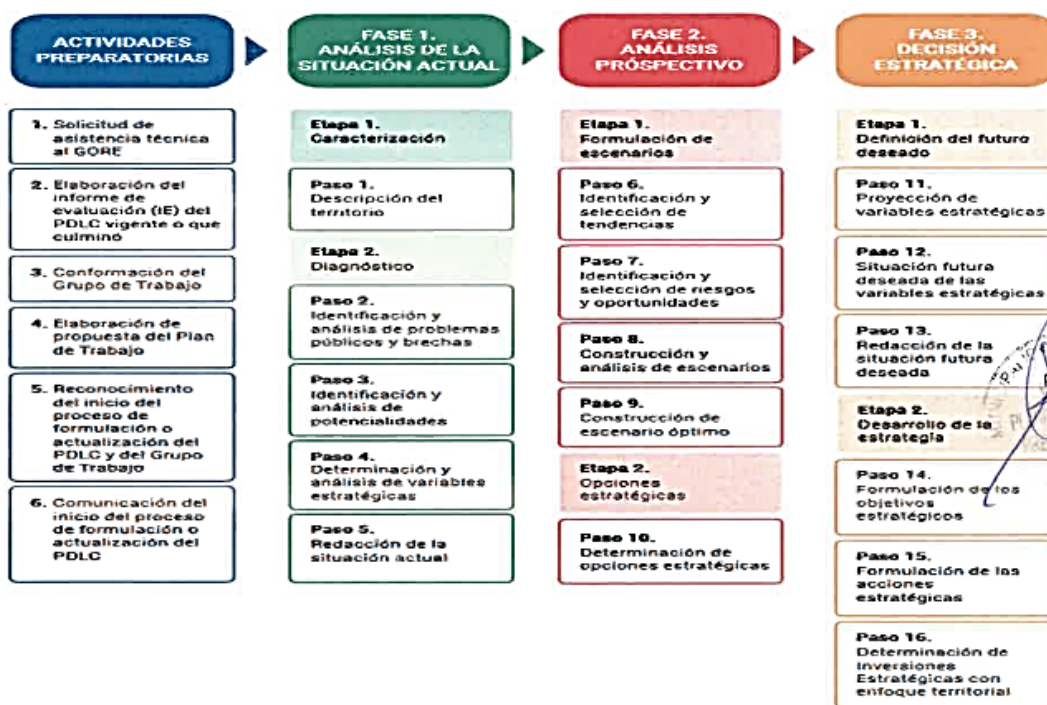 ACTIVIDADES
PREPARATORIAS
1. Solicitud de
asistencia técnica
al GORE
2. Elaboración del
informe de
evaluación (IE) del
PDLC vigente o que
culminó
3. Conformación del
Grupo de Trabajo
4. Elaboración de
propuesta del Plan
de Trabajo
5. Reconocimiento
del inicio del
proceso de
formulación o
actualización del
PDLC y del Grupo
de Trabajo
6. Comunicación del
inicio del proceso
de formulación o
actualización del
PDLC
FASE 1.
ANÁLISIS DE LA
SITUACIÓN ACTUAL
Etapa 1.
Caracterización
Paso 1.
Descripción del
territorio
Etapa 2.
Diagnóstico
Paso 2.
Identificación y
análisis de problemas
públicos y brechas
Paso 3.
Identificación y
análisis de
potencialidades
Paso 4.
Determinación y
análisis de variables
estratégicas
Paso 5.
Redacción de la
situación actual
FASE 2.
ANÁLISIS
PRÓSPECTIVO
Etapa 1.
Formulación de
escenarios
Paso 6.
Identificación y
selección de
tendencias
Paso 7.
Identificación y
selección de riesgos
y oportunidades
Paso 8.
Construcción y
análisis de escenarios
Paso 9.
Construcción de
escenario óptimo
Etapa 2.
Opciones
estratégicas
Paso 10.
Determinación de
opciones estratégicas
FASE 3.
DECISIÓN
ESTRATÉGICA
Etapa 1.
Definición del futuro
deseado
Paso 11.
Proyección de
variables estratégicas
Paso 12.
Situación futura
deseada de las
variables estratégicas
Paso 13.
Redacción de la
situación futura
deseada
Etapa 2.
Desarrollo de la
estrategia
Paso 14.
Formulación de los
objetivos
estratégicos
Paso 15.
Formulación de las
acciones
estratégicas
Paso 16.
Determinación de
Inversiones
Estratégicas con
enfoque territorial